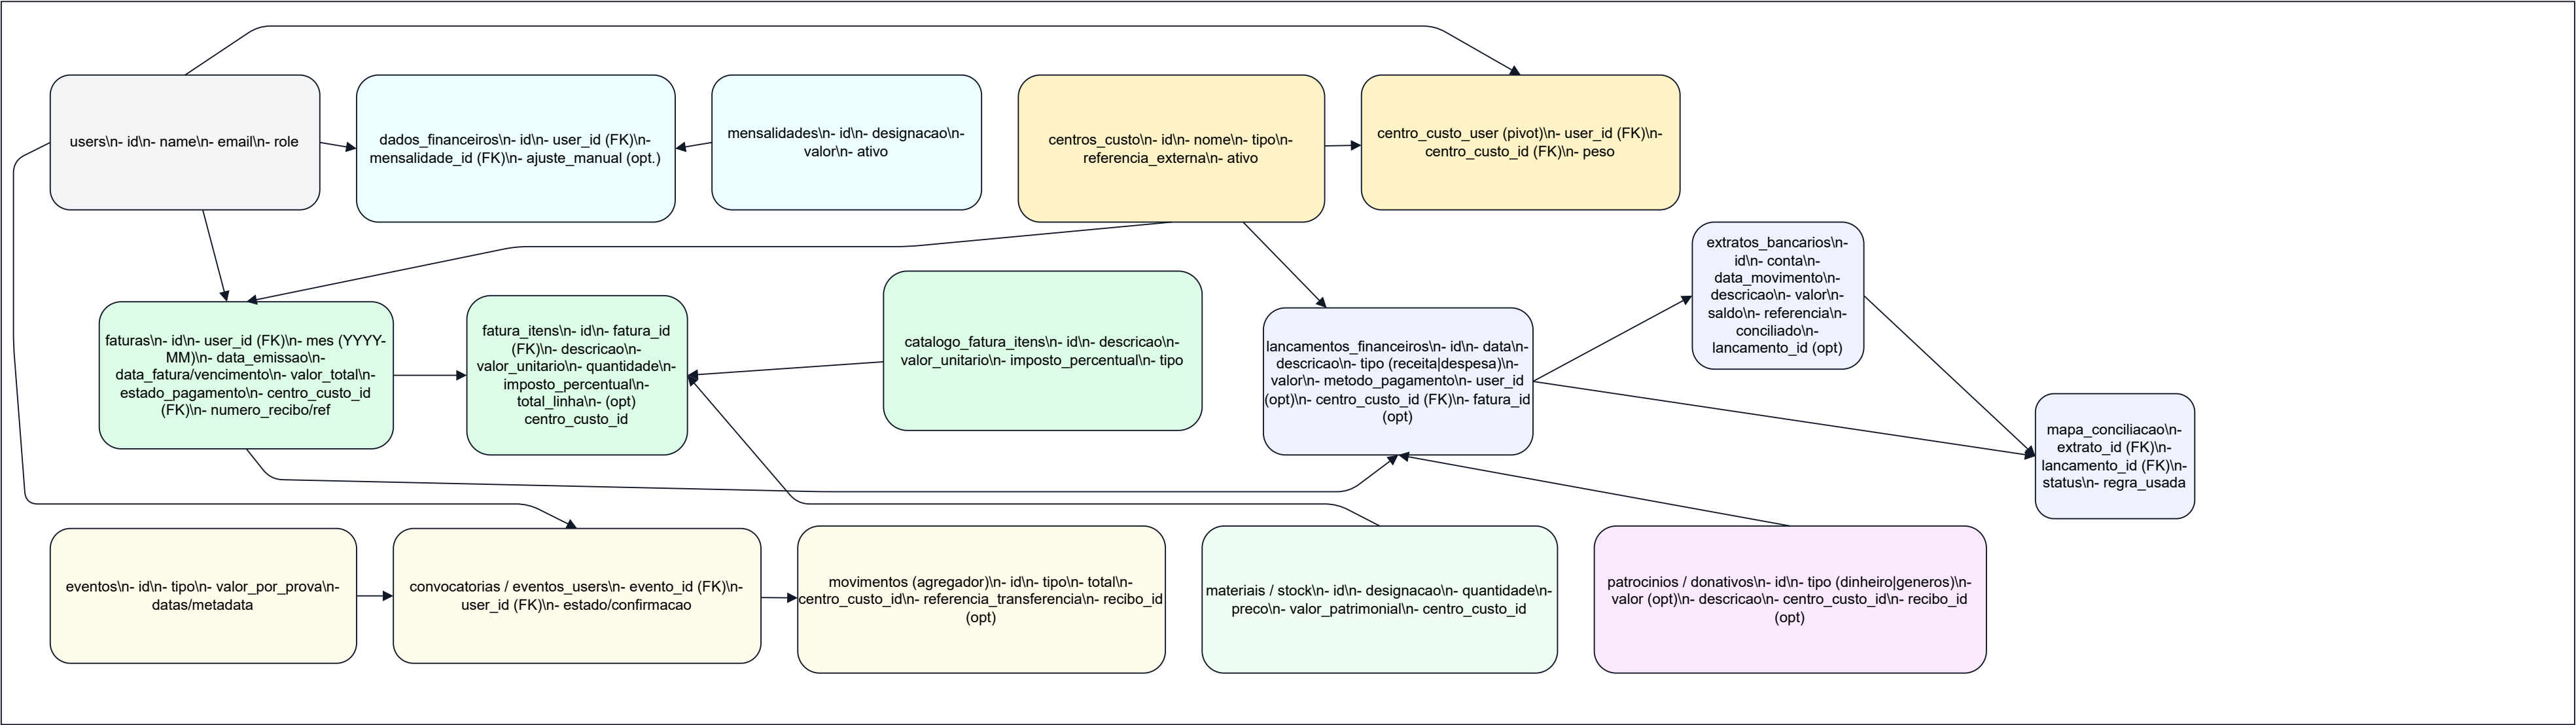 users\n- id\n- name\n- email\n- role
dados_financeiros\n- id\n- user_id (FK)\n-
mensalidade_id (FK)\n- ajuste_manual (opt.)
mensalidades\n- id\n- designacao\n-
valor\n- ativo
centros_custo\n- id\n- nome\n- tipo\n-
referencia_externa\n- ativo
centro_custo_user (pivot)\n- user_id (FK)\n-
centro_custo_id (FK)\n- peso
faturas\n- id\n- user_id (FK)\n- mes (YYYY-
MM)\n- data_emissao\n-
data_fatura/vencimento\n- valor_total\n-
estado_pagamento\n- centro_custo_id
(FK)\n- numero_recibo/ref
fatura_itens\n- id\n- fatura_id
(FK)\n- descricao\n-
valor_unitario\n- quantidade\n-
imposto_percentual\n-
total_linha\n- (opt)
centro_custo_id
catalogo_fatura_itens\n- id\n- descricao\n-
valor_unitario\n- imposto_percentual\n- tipo
lancamentos_financeiros\n- id\n- data\n-
descricao\n- tipo (receita|despesa)\n-
valor\n- metodo_pagamento\n- user_id
(opt)\n- centro_custo_id (FK)\n- fatura_id
(opt)
extratos_bancarios\n-
id\n- conta\n-
data_movimento\n-
descricao\n- valor\n-
saldo\n- referencia\n-
conciliado\n-
lancamento_id (opt)
mapa_conciliacao\n-
extrato_id (FK)\n-
lancamento_id (FK)\n-
status\n- regra_usada
eventos\n- id\n- tipo\n- valor_por_prova\n-
datas/metadata
convocatorias / eventos_users\n- evento_id (FK)\n-
user_id (FK)\n- estado/confirmacao
movimentos (agregador)\n- id\n- tipo\n- total\n-
centro_custo_id\n- referencia_transferencia\n- recibo_id
(opt)
materiais / stock\n- id\n- designacao\n- quantidade\n-
preco\n- valor_patrimonial\n- centro_custo_id
patrocinios / donativos\n- id\n- tipo (dinheiro|generos)\n-
valor (opt)\n- descricao\n- centro_custo_id\n- recibo_id
(opt)